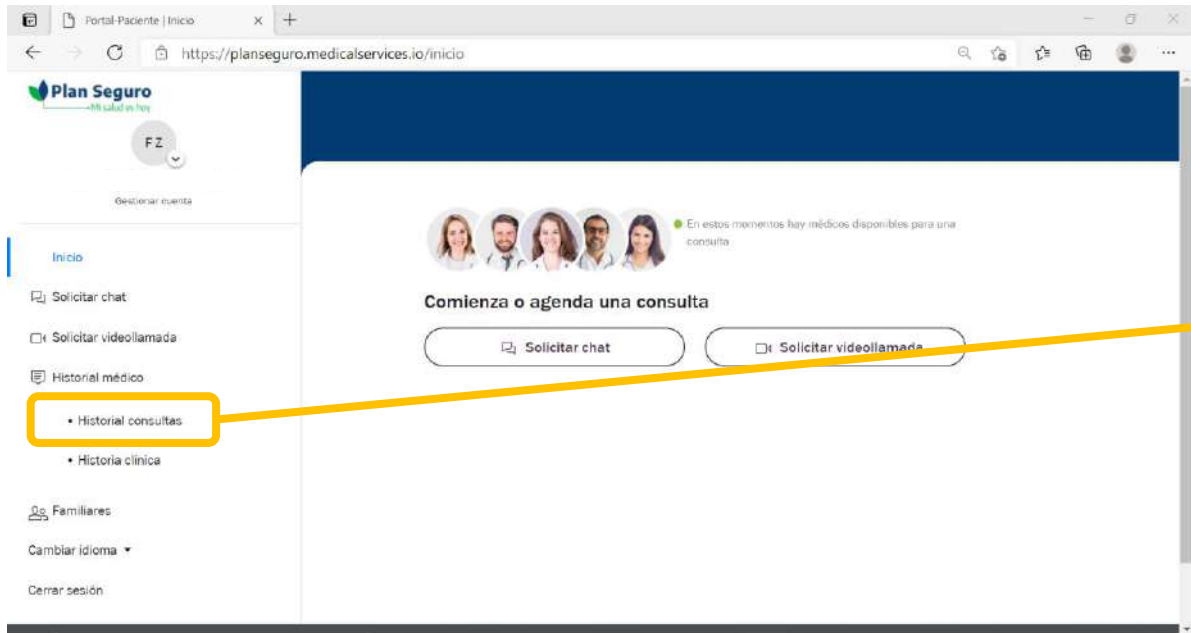 Portal-Paciente | Inicio
https://planseguro.medicalservices.io/inicio
Plan Seguro
Mi salud es hoy
FZ
Gestionar cuenta
Inicio
Solicitar chat
Solicitar videollamada
Historial médico
• Historial consultas
• Historia clínica
Familiares
Cambiar idioma
Cerrar sesión
En estos momentos hay médicos disponibles para una
consulta
Comienza o agenda una consulta
Solicitar chat
Solicitar videollamada